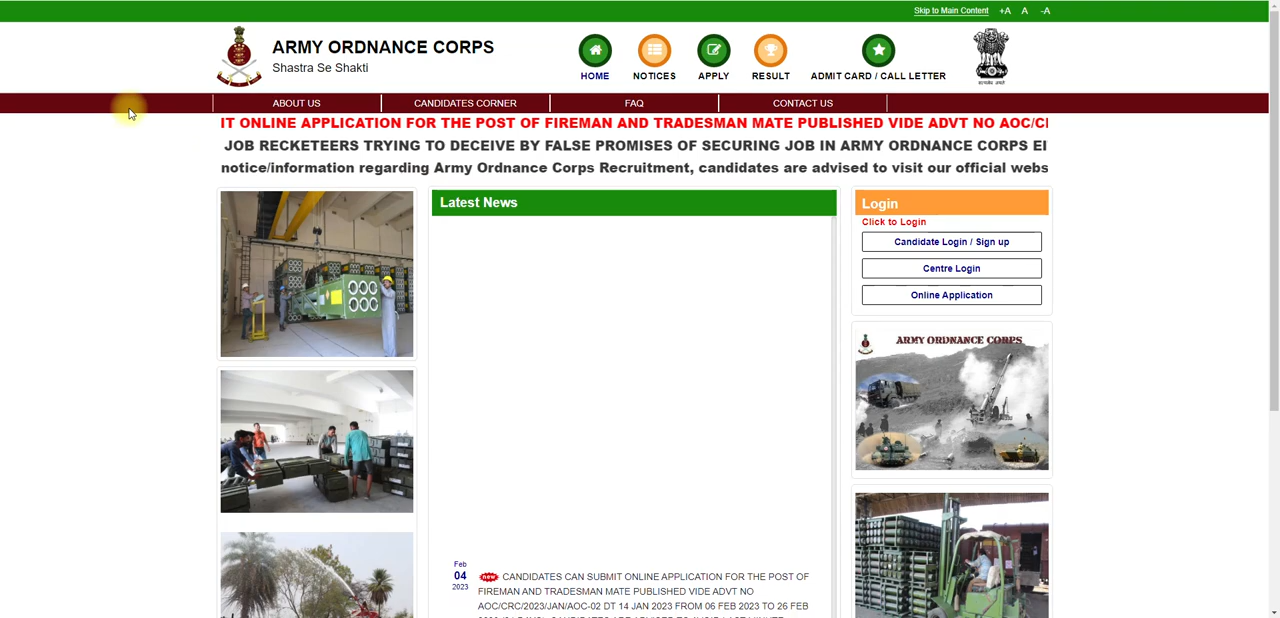 Skip to Main Content +A A -A
ARMY ORDNANCE CORPS
Shastra Se Shakti
HOME NOTICES APPLY RESULT ADMIT CARD / CALL LETTER
ABOUT US CANDIDATES CORNER FAQ CONTACT US
IT ONLINE APPLICATION FOR THE POST OF FIREMAN AND TRADESMAN MATE PUBLISHED VIDE ADVT NO
JOB RECKETEERS TRYING TO DECEIVE BY FALSE PROMISES OF SECURING JOB IN ARMY ORDNANCE CORPS EI
notice/information regarding Army Ordnance Corps Recruitment, candidates are advised to visit our official webs
Latest News
Login
Click to Login
Candidate Login / Sign up
Centre Login
Online Application
ARMY ORDNANCE CORPS
Feb
04
2023
new CANDIDATES CAN SUBMIT ONLINE APPLICATION FOR THE POST OF
FIREMAN AND TRADESMAN MATE PUBLISHED VIDE ADVT NO
AOC/CRC/2023/JAN/AOC-02 DT 14 JAN 2023 FROM 06 FEB 2023 TO 26 FEB